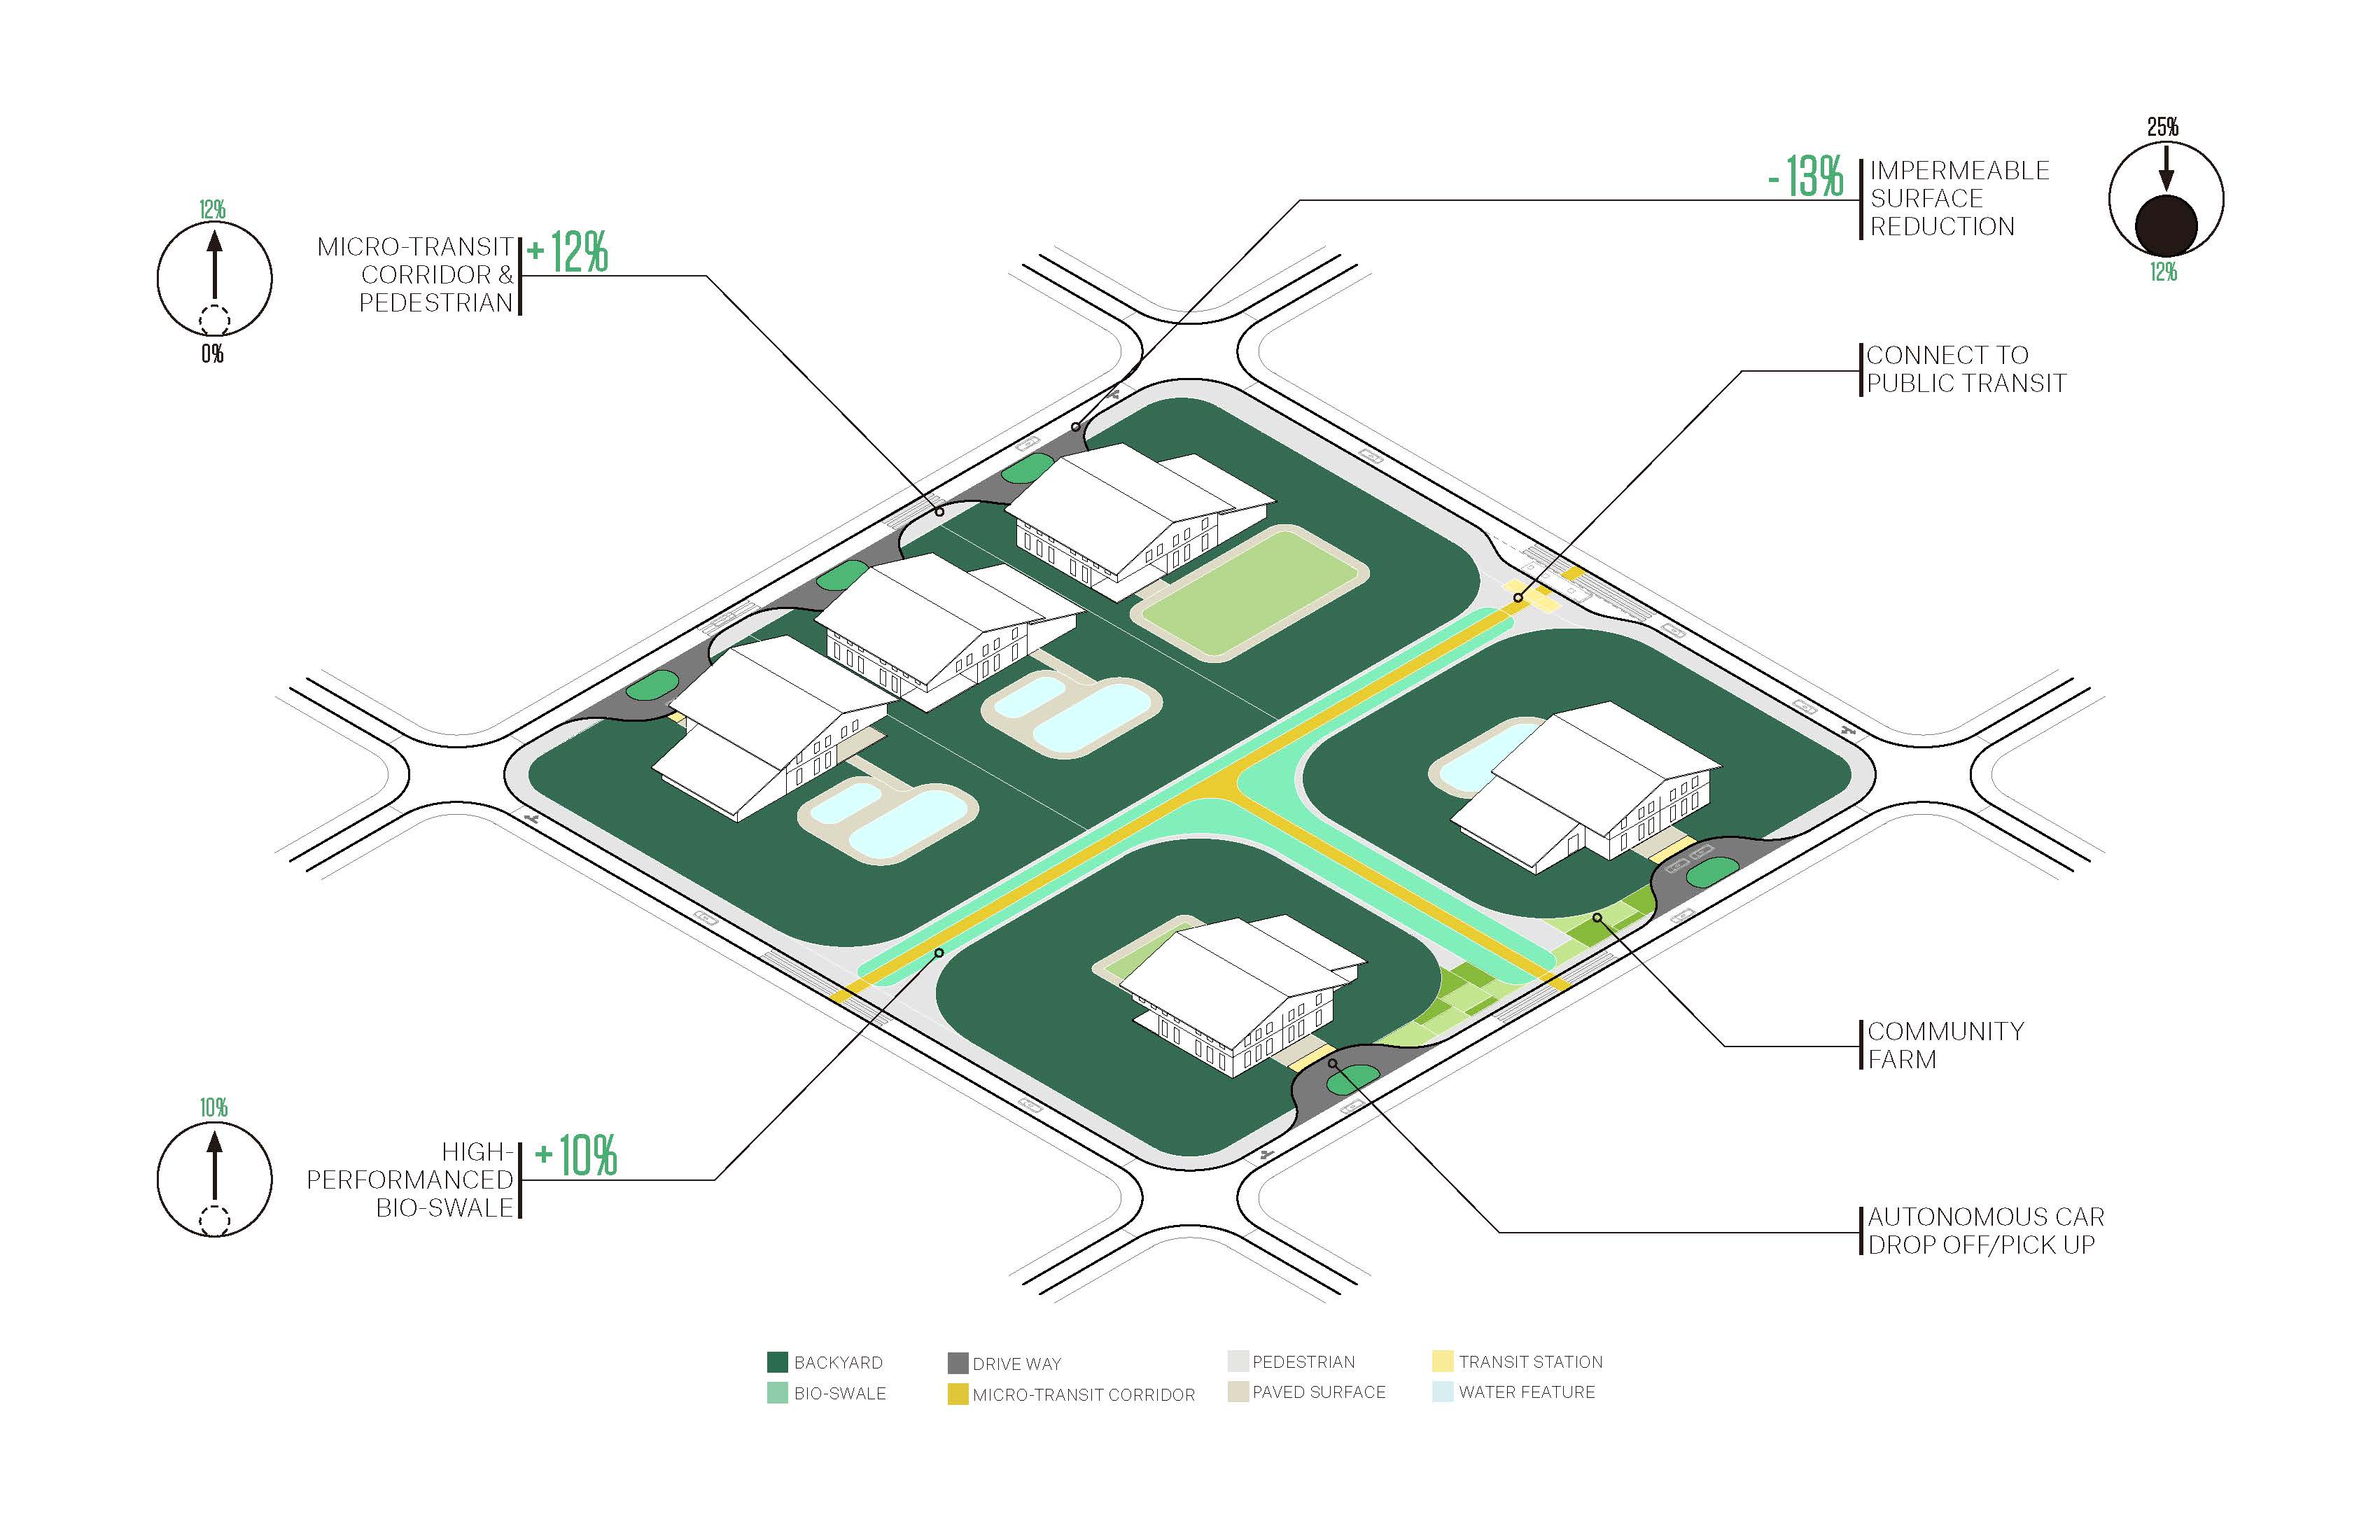 25%
-13%
IMPERMEABLE
SURFACE
REDUCTION
12%
12%
MICRO-TRANSIT
CORRIDOR &
PEDESTRIAN
+12%
0%
CONNECT TO
PUBLIC TRANSIT
COMMUNITY
FARM
10%
HIGH-
PERFORMANCED
BIO-SWALE
+10%
AUTONOMOUS CAR
DROP OFF/PICK UP
BACKYARD
DRIVE WAY
PEDESTRIAN
TRANSIT STATION
BIO-SWALE
MICRO-TRANSIT CORRIDOR
PAVED SURFACE
WATER FEATURE